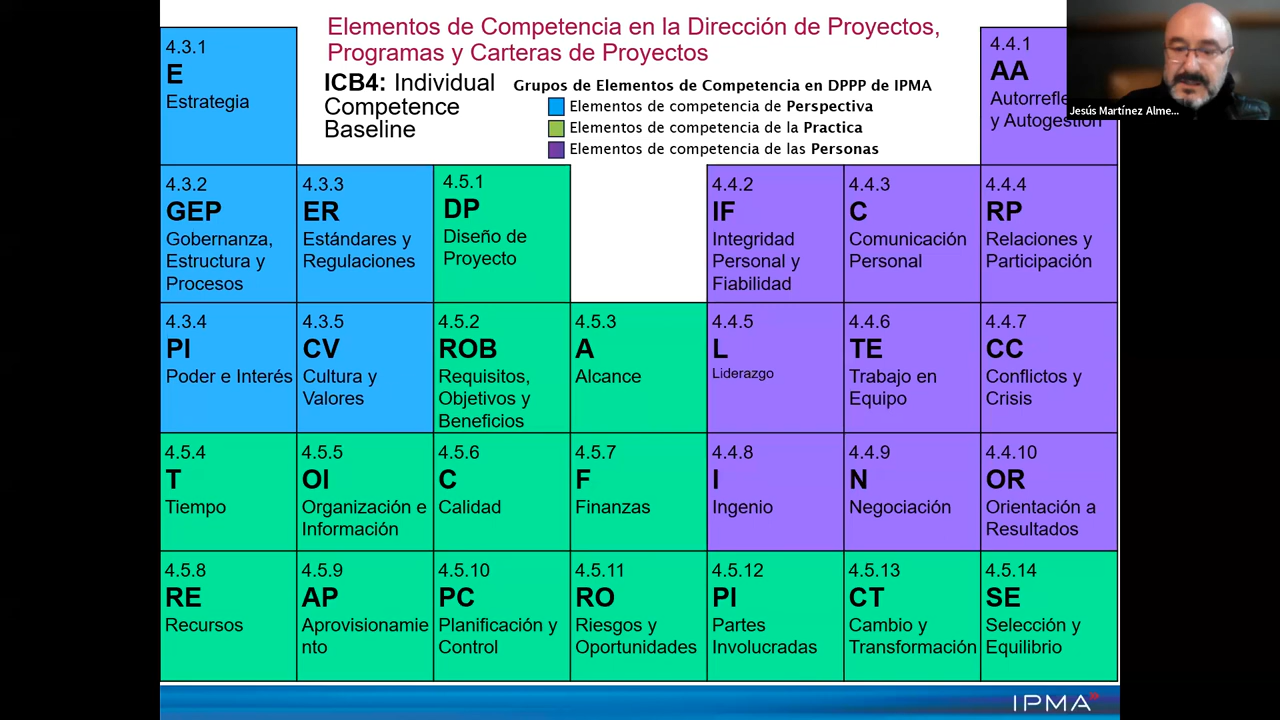 Elementos de Competencia en la Dirección de Proyectos,
Programas y Carteras de Proyectos
ICB4: Individual
Competence
Baseline
Grupos de Elementos de Competencia en DPPP de IPMA
Elementos de competencia de Perspectiva
Elementos de competencia de la Practica
Elementos de competencia de las Personas
4.3.1
E
Estrategia
4.4.1
AA
Autorrefle
y Autogestión
Jesús Martínez Alme...
4.3.2
GEP
Gobernanza,
Estructura y
Procesos
4.3.3
ER
Estándares y
Regulaciones
4.5.1
DP
Diseño de
Proyecto
4.4.2
IF
Integridad
Personal y
Fiabilidad
4.4.3
C
Comunicación
Personal
4.4.4
RP
Relaciones y
Participación
4.3.4
PI
Poder e Interés
4.3.5
CV
Cultura y
Valores
4.5.2
ROB
Requisitos,
Objetivos y
Beneficios
4.5.3
A
Alcance
4.4.5
L
Liderazgo
4.4.6
TE
Trabajo en
Equipo
4.4.7
CC
Conflictos y
Crisis
4.5.4
T
Tiempo
4.5.5
OI
Organización e
Información
4.5.6
C
Calidad
4.5.7
F
Finanzas
4.4.8
I
Ingenio
4.4.9
N
Negociación
4.4.10
OR
Orientación a
Resultados
4.5.8
RE
Recursos
4.5.9
AP
Aprovisionamie
nto
4.5.10
PC
Planificación y
Control
4.5.11
RO
Riesgos y
Oportunidades
4.5.12
PI
Partes
Involucradas
4.5.13
CT
Cambio y
Transformación
4.5.14
SE
Selección y
Equilibrio
IPMA